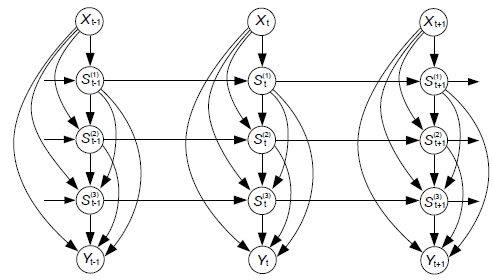 Xt-1 Xt Xt+1
S(1)t-1 S(1)t S(1)t+1
S(2)t-1 S(2)t S(2)t+1
S(3)t-1 S(3)t S(3)t+1
Yt-1 Yt Yt+1